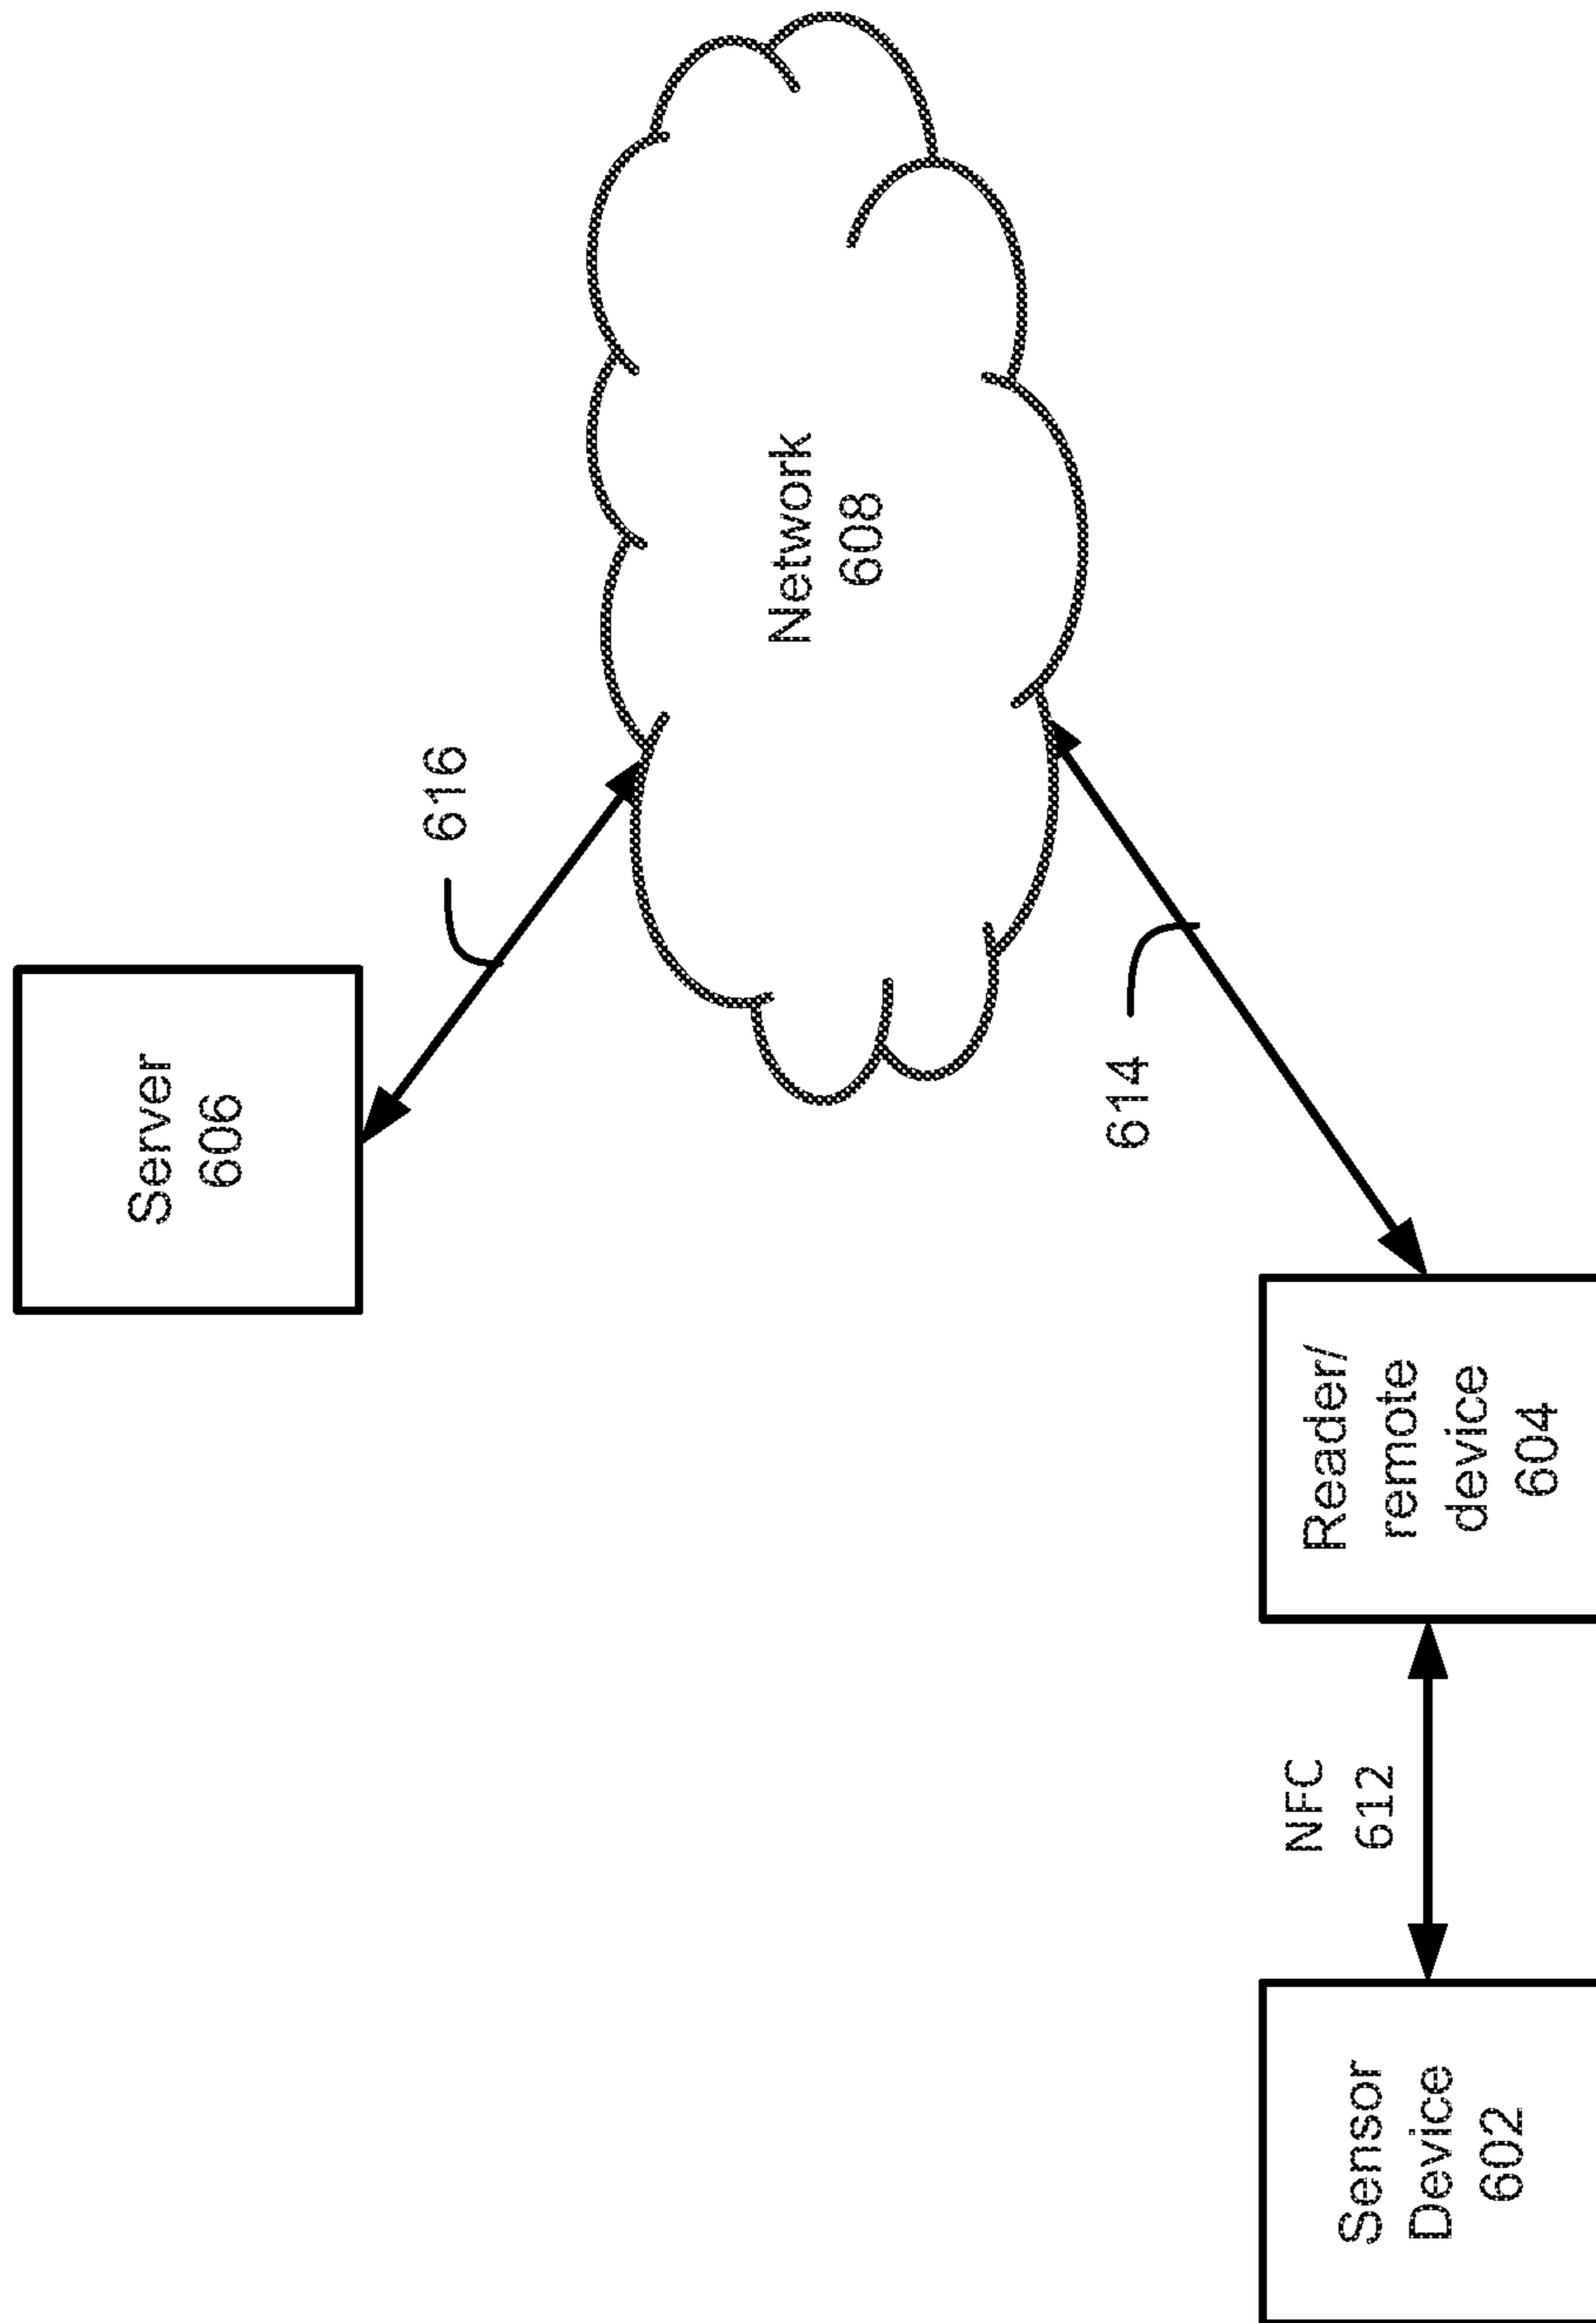 Server
606
616
Network
608
614
Reader/
remote
device
604
NFC
612
Sensor
Device
602